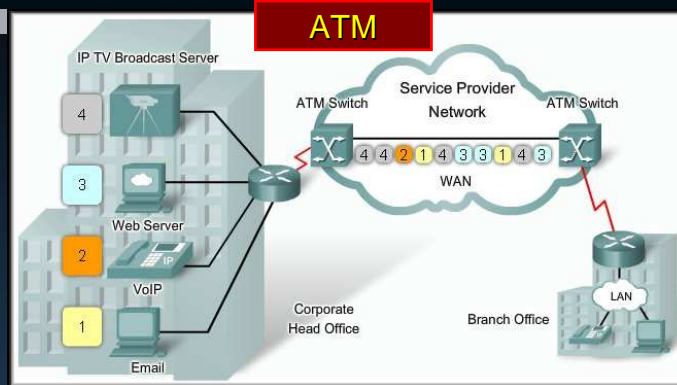 ATM
IP TV Broadcast Server
4
3
Web Server
2
IP
VoIP
1
Email
Corporate
Head Office
ATM Switch
Service Provider
Network
ATM Switch
4 4 2 1 4 3 3 1 4 3
WAN
Branch Office
LAN